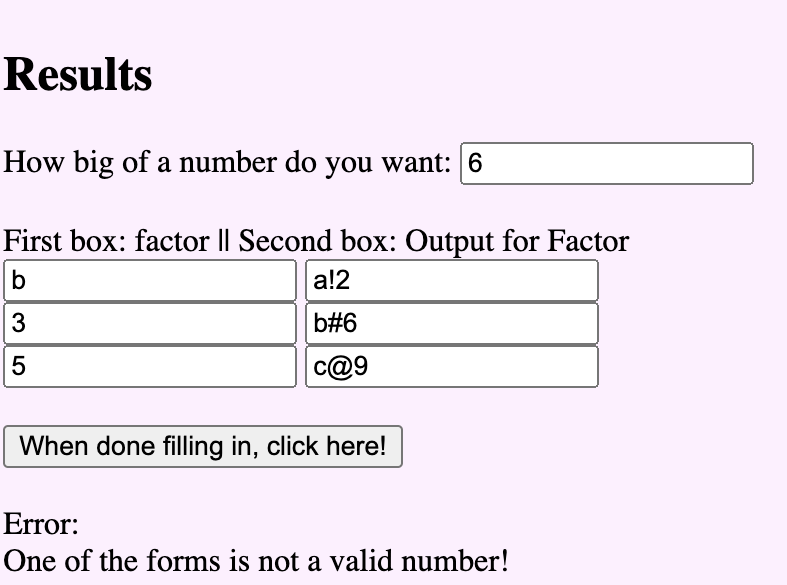 Results
How big of a number do you want: 6
First box: factor || Second box: Output for Factor
b a!2
3 b#6
5 c@9
When done filling in, click here!
Error:
One of the forms is not a valid number!